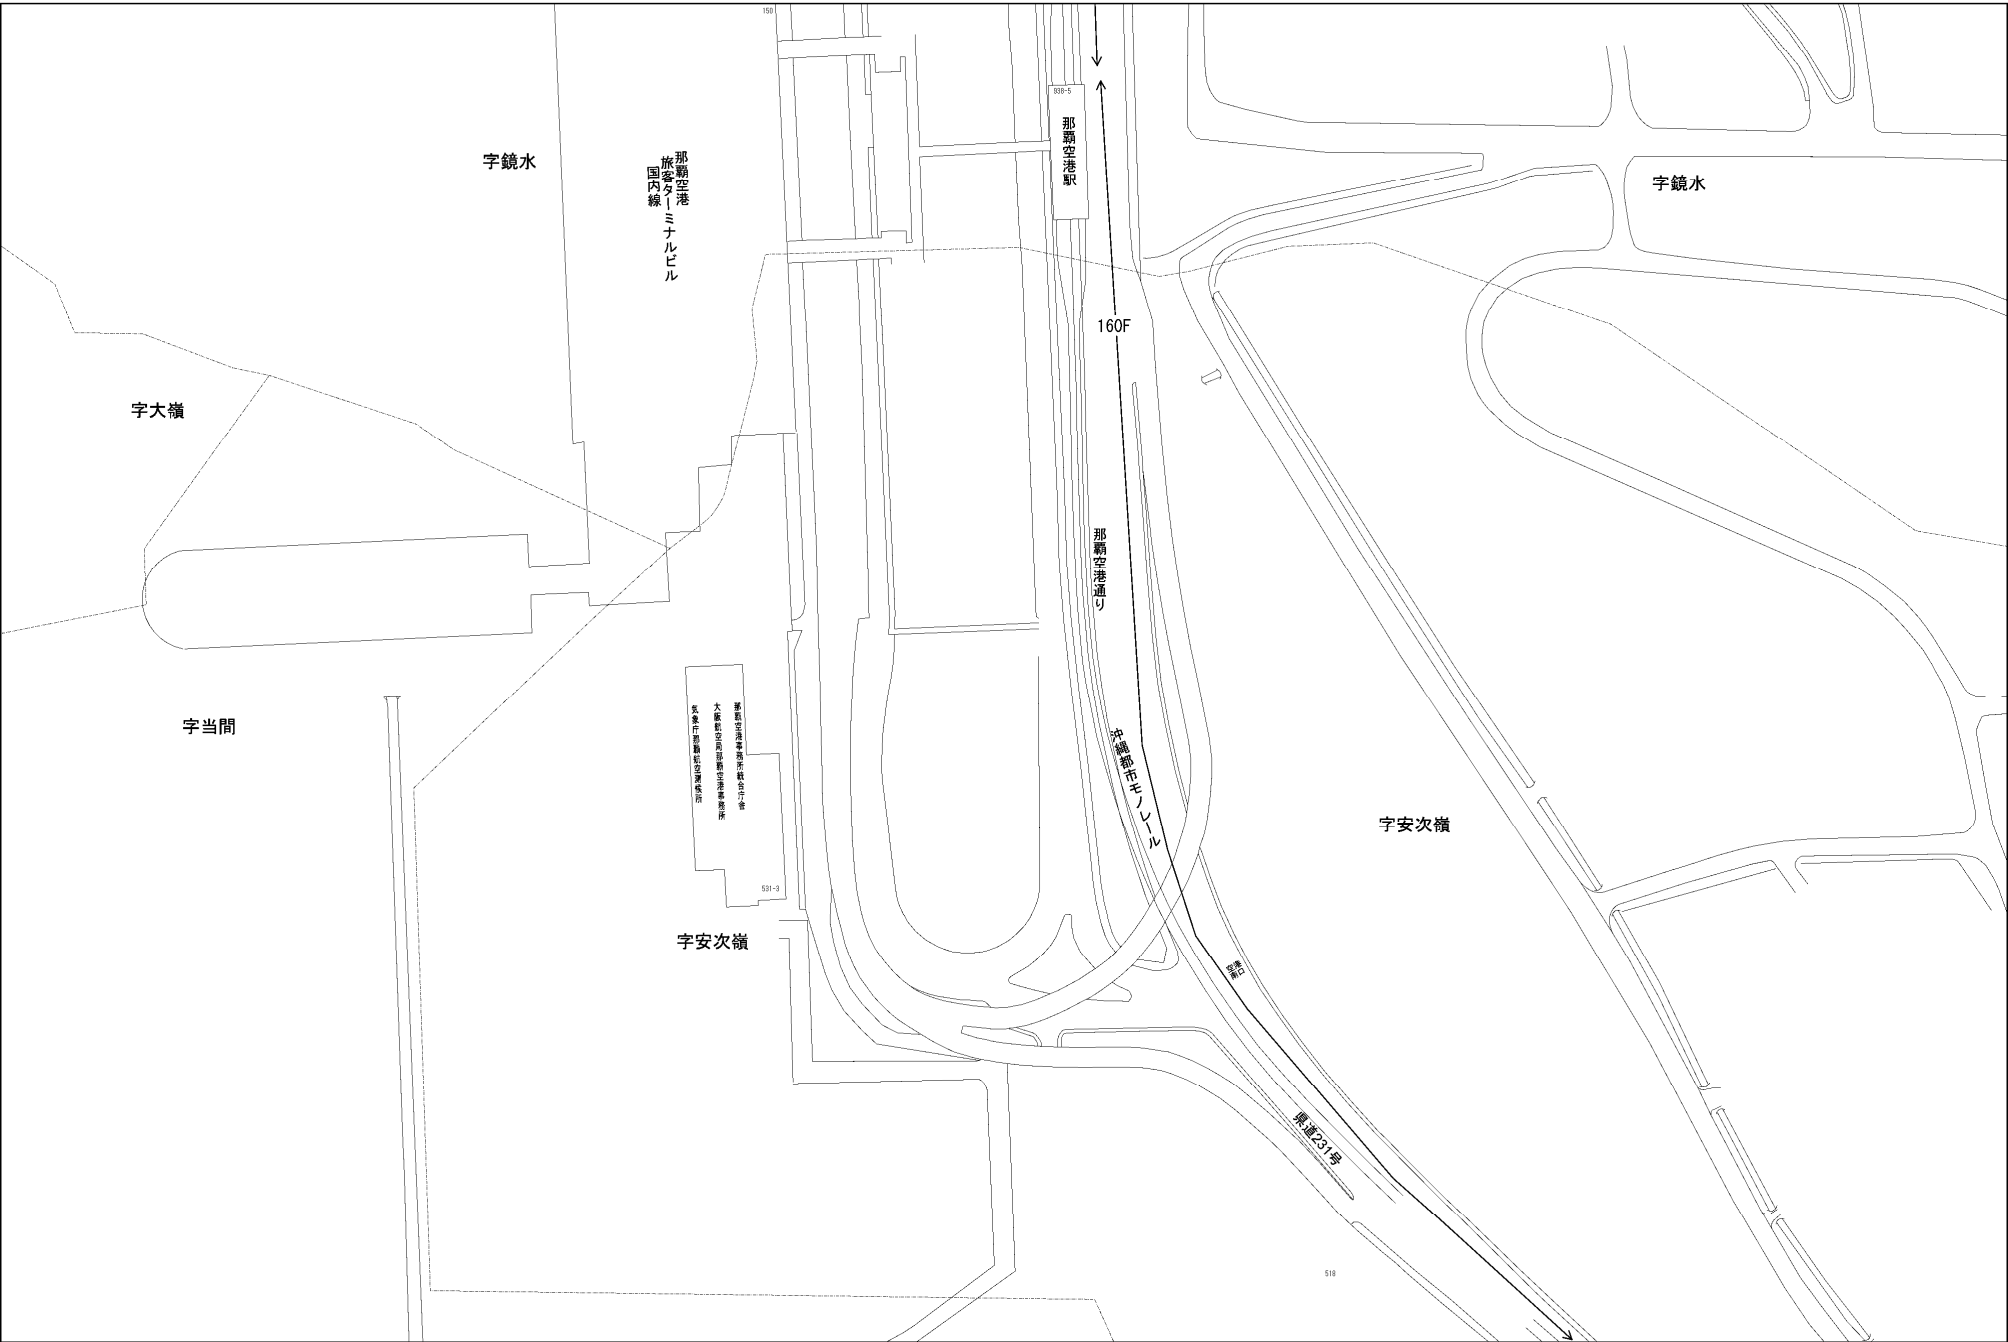 150
938-5
那覇空港駅
字鏡水
那覇空港
旅客ターミナルビル
国内線
字鏡水
160F
字大嶺
那覇空港通り
字当間
那覇空港事務所統合庁舎
大阪航空局那覇空港事務所
気象庁那覇航空測候所
沖縄都市モノレール
字安次嶺
531-3
字安次嶺
空港
南口
県道231号
518